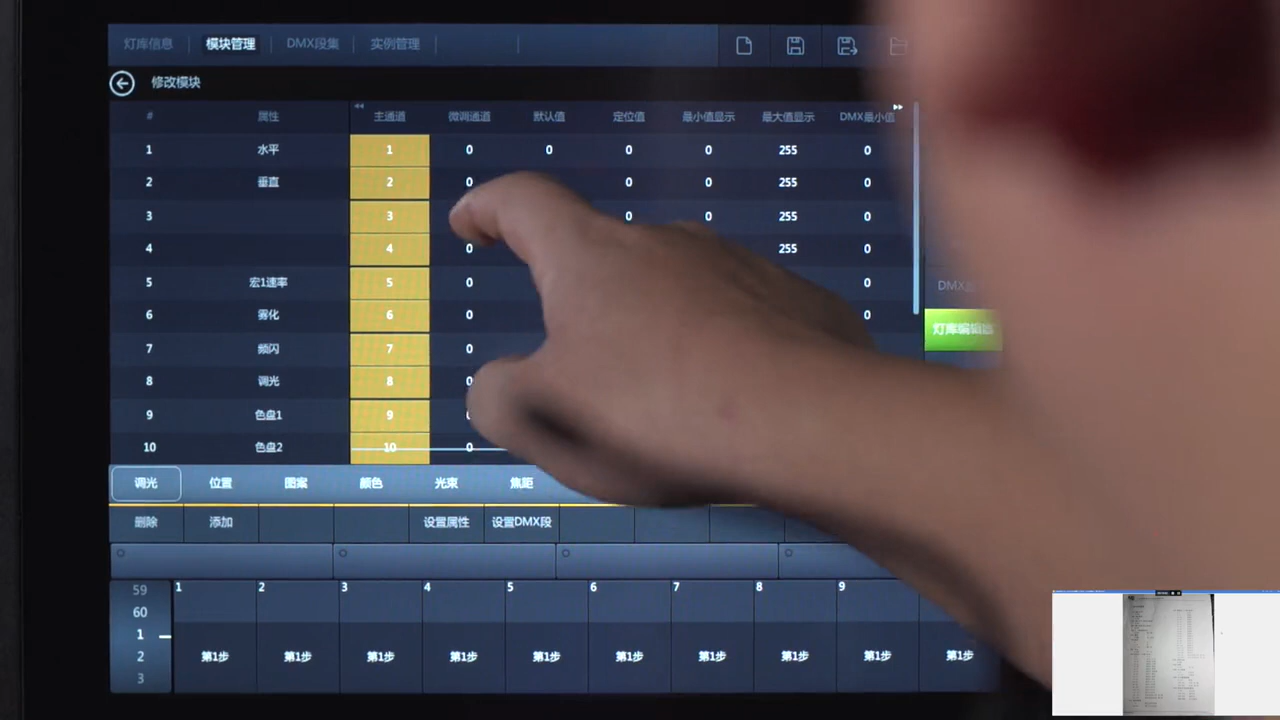 灯库信息 模块管理 DMX段集 实例管理
修改模块
# 属性 主通道 微调通道 默认值 定位值 最小值显示 最大值显示 DMX最小值
1 水平 1 0 0 0 0 255 0
2 垂直 2 0 0 0 255 0
3 3 0 0 255 0
4 4 0 255 0
5 宏1速率 5 0 0
6 雾化 6 0 0
7 频闪 7 0
8 调光 8 0
9 色盘1 9
10 色盘2 10 0
灯库编辑
调光 位置 图案 颜色 光束 焦距
删除 添加 设置属性 设置DMX段
59 1 2 3 4 5 6 7 8 9
60
1
2 第1步 第1步 第1步 第1步 第1步 第1步 第1步 第1步 第1步 第1步
3